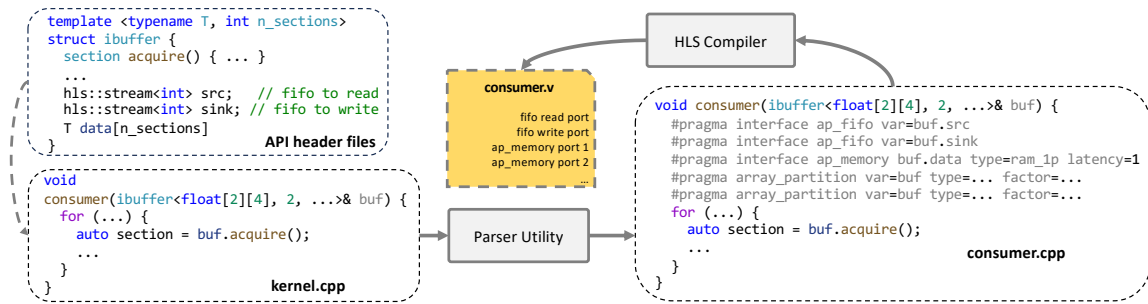 template <typename T, int n_sections>
struct ibuffer {
section acquire() { ... }
...
hls::stream<int> src; // fifo to read
hls::stream<int> sink; // fifo to write
T data[n_sections]
}
API header files
void
consumer(ibuffer<float[2][4], 2, ...>& buf) {
for (...) {
auto section = buf.acquire();
...
}
}
kernel.cpp
Parser Utility
void consumer(ibuffer<float[2][4], 2, ...>& buf) {
#pragma interface ap_fifo var=buf.src
#pragma interface ap_fifo var=buf.sink
#pragma interface ap_memory buf.data type=ram_1p latency=1
#pragma array_partition var=buf type=... factor=...
#pragma array_partition var=buf type=... factor=...
for (...) {
auto section = buf.acquire();
...
}
}
consumer.cpp
HLS Compiler
consumer.v
fifo read port
fifo write port
ap_memory port 1
ap_memory port 2
...